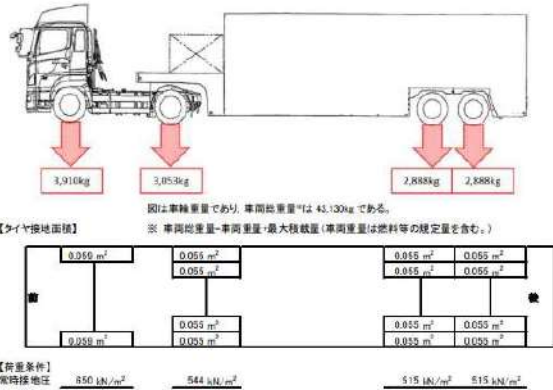 3,910kg 3,053kg 2,888kg 2,888kg
図は車輪重量であり，車両総重量※は 43,130kg である。
【タイヤ接地面積】 ※ 車両総重量=車両重量+最大積載量（車両重量は燃料等の規定量を含む。）
0.059 m² 0.055 m² 0.055 m² 0.055 m²
0.055 m² 0.055 m² 0.055 m²
前 後
0.055 m² 0.055 m² 0.055 m²
0.059 m² 0.055 m² 0.055 m² 0.055 m²
【荷重条件】
常時接地圧 650 kN/m² 544 kN/m² 515 kN/m² 515 kN/m²